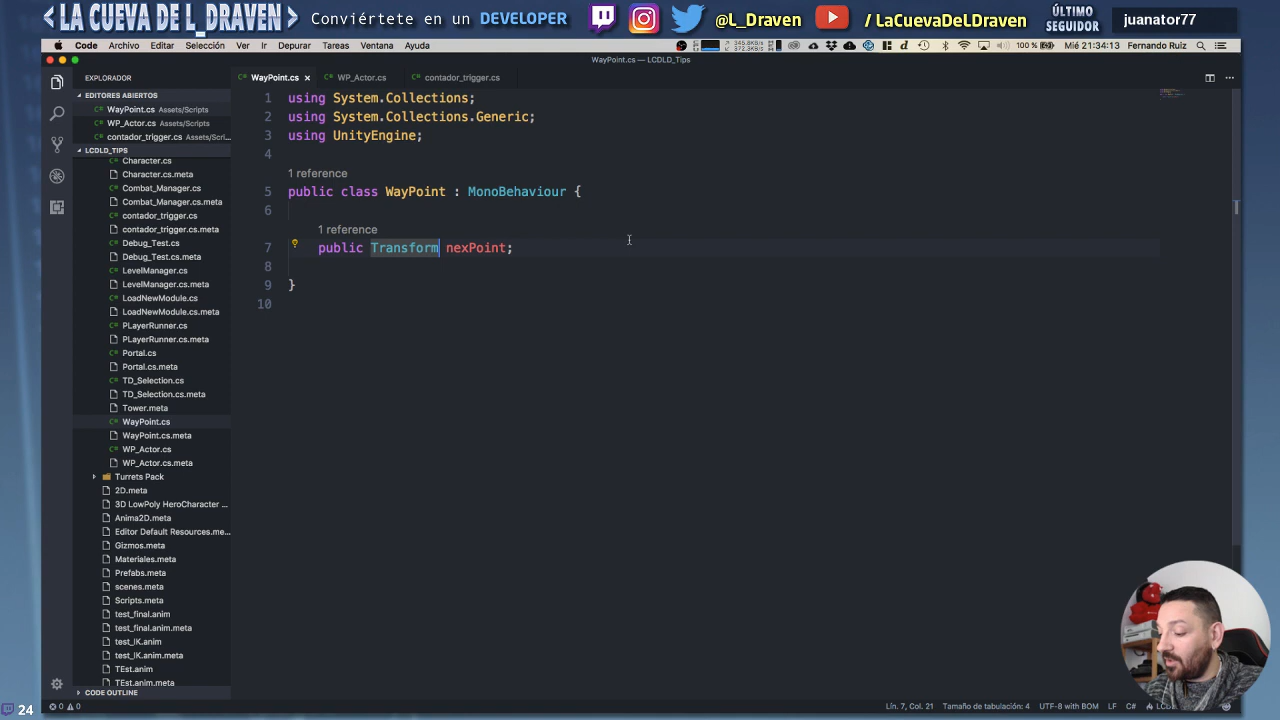 LA CUEVA DE L_ DRAVEN
Conviértete en un DEVELOPER
@L_Draven
/ LaCuevaDeLDraven
ÚLTIMO
SEGUIDOR
juanator77
Code Archivo Editar Selección Ver Ir Depurar Tareas Ventana Ayuda
100 % Mié 21:34:13 Fernando Ruiz
WayPoint.cs — LCDLD_Tips
EXPLORADOR
WayPoint.cs × WP_Actor.cs contador_trigger.cs
EDITORES ABIERTOS
WayPoint.cs Assets/Scripts
WP_Actor.cs Assets/Scripts
contador_trigger.cs Assets/Scri...
LCDLD_TIPS
Character.cs
Character.cs.meta
Combat_Manager.cs
Combat_Manager.cs.meta
contador_trigger.cs
contador_trigger.cs.meta
Debug_Test.cs
Debug_Test.cs.meta
LevelManager.cs
LevelManager.cs.meta
LoadNewModule.cs
LoadNewModule.cs.meta
PLayerRunner.cs
PLayerRunner.cs.meta
Portal.cs
Portal.cs.meta
TD_Selection.cs
TD_Selection.cs.meta
Tower.meta
WayPoint.cs
WayPoint.cs.meta
WP_Actor.cs
WP_Actor.cs.meta
Turrets Pack
2D.meta
3D LowPoly HeroCharacter ...
Anima2D.meta
Editor Default Resources.me...
Gizmos.meta
Materiales.meta
Prefabs.meta
scenes.meta
Scripts.meta
test_final.anim
test_final.anim.meta
test_IK.anim
test_IK.anim.meta
TEst.anim
TEst.anim.meta
CODE OUTLINE
1 using System.Collections;
2 using System.Collections.Generic;
3 using UnityEngine;
4
1 reference
5 public class WayPoint : MonoBehaviour {
6
1 reference
7 public Transform nexPoint;
8
9 }
10
24
0 0
Lín. 7, Col. 21 Tamaño de tabulación: 4 UTF-8 with BOM LF C#